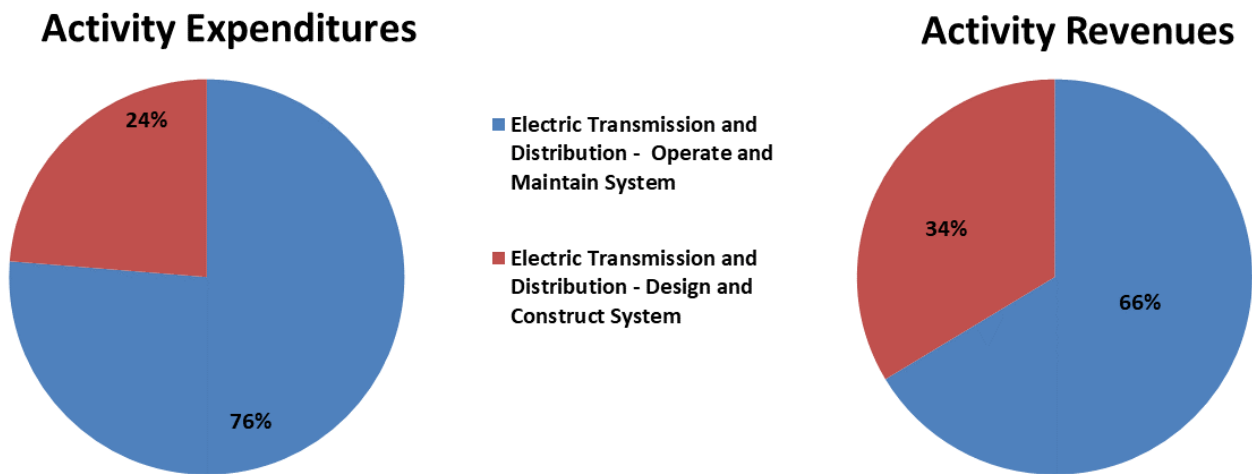 Activity Expenditures
24%
76%
Electric Transmission and
Distribution -  Operate and
Maintain System
Electric Transmission and
Distribution - Design and
Construct System
Activity Revenues
34%
66%